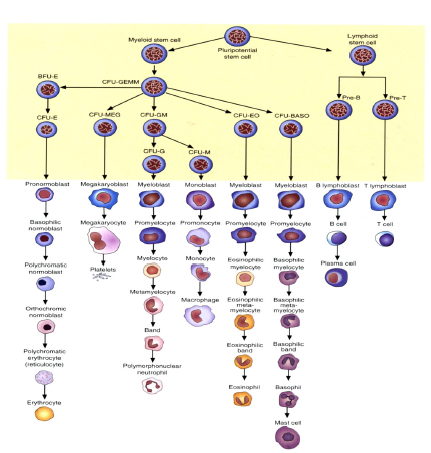 Myeloid stem cell
Pluripotential
stem cell
Lymphoid
stem cell
BFU-E
CFU-GEMM
Pre-B
Pre-T
CFU-E
CFU-MEG
CFU-GM
CFU-EO
CFU-BASO
CFU-G
CFU-M
Pronormoblast
Megakaryoblast
Myeloblast
Monoblast
Myeloblast
Myeloblast
B lymphoblast
T lymphoblast
Basophilic
normoblast
Megakaryocyte
Promyelocyte
Promonocyte
Promyelocyte
Promyelocyte
B cell
T cell
Polychromatic
normoblast
Platelets
Myelocyte
Monocyte
Eosinophilic
myelocyte
Basophilic
myelocyte
Plasma cell
Orthochromic
normoblast
Metamyelocyte
Macrophage
Eosinophilic
meta-
myelocyte
Basophilic
meta-
myelocyte
Polychromatic
erythrocyte
(reticulocyte)
Band
Eosinophilic
band
Basophilic
band
Polymorphonuclear
neutrophil
Erythrocyte
Eosinophil
Basophil
Mast cell